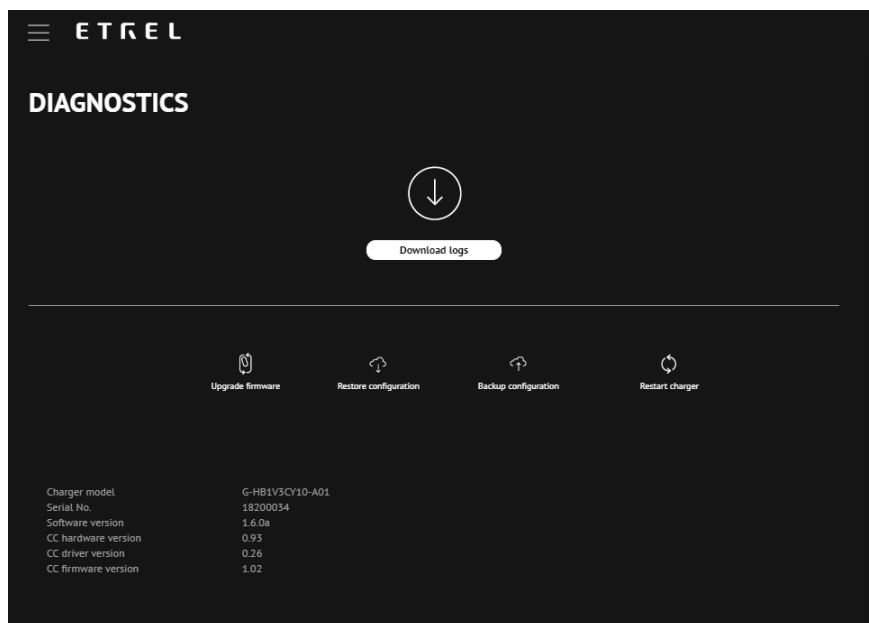 ETREL
DIAGNOSTICS
Download logs
Upgrade firmware Restore configuration Backup configuration Restart charger
Charger model G-HB1V3CY10-A01
Serial No. 18200034
Software version 1.6.0a
CC hardware version 0.93
CC driver version 0.26
CC firmware version 1.02